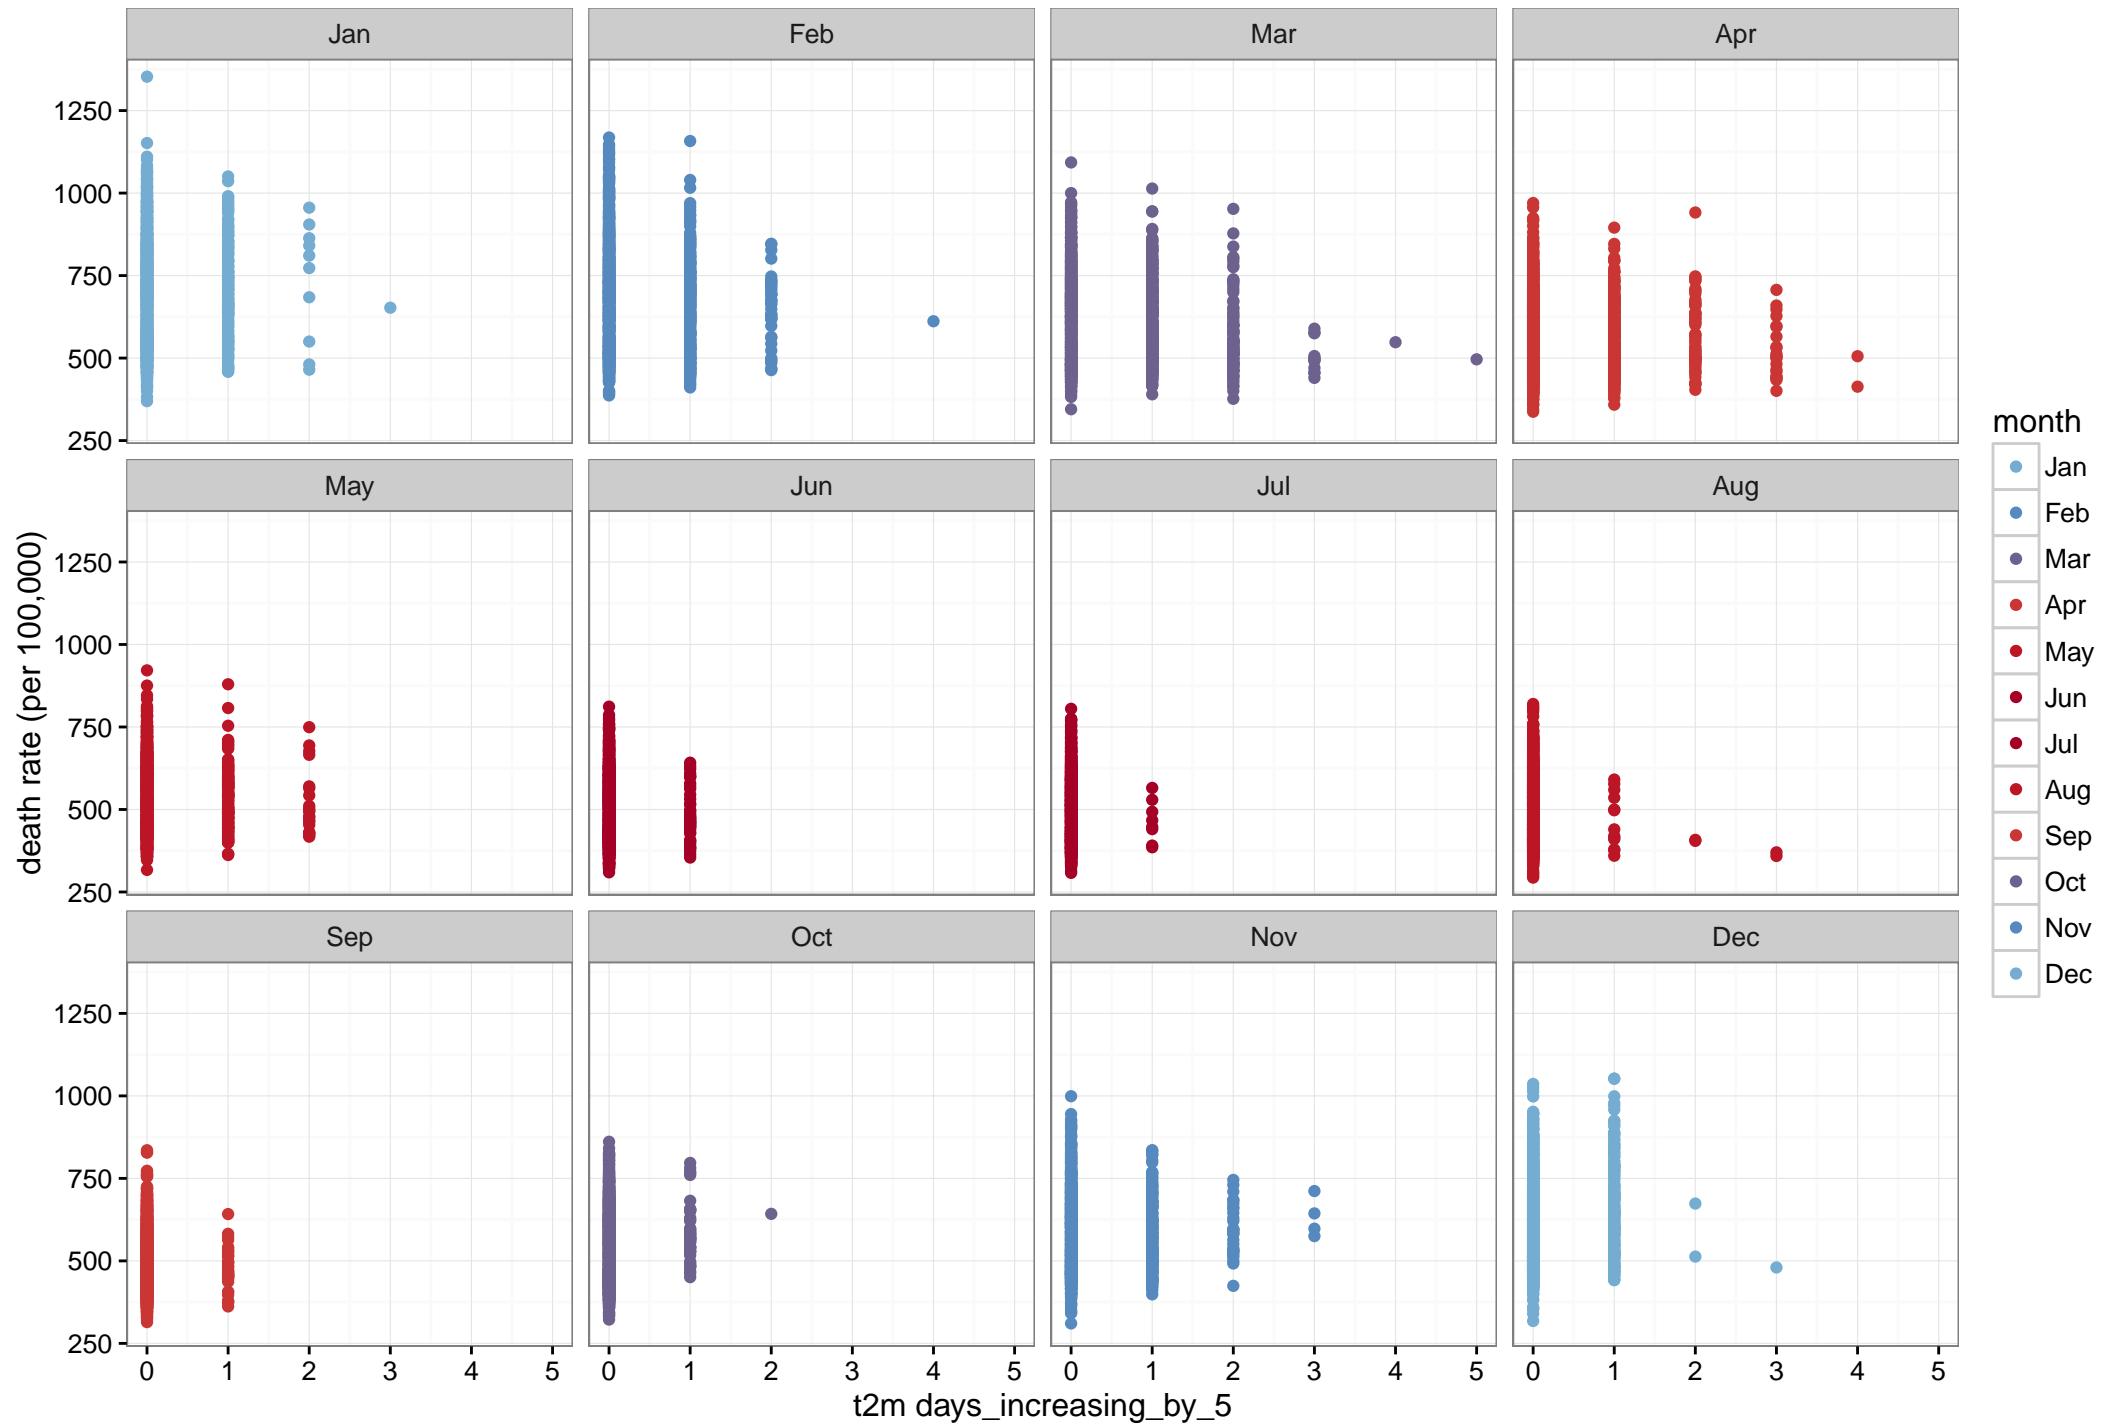 Jan Feb Mar Apr
1250
1000
750
500
250
May Jun Jul Aug
1250
1000
750
500
250
Sep Oct Nov Dec
1250
1000
750
500
250
0 1 2 3 4 5 0 1 2 3 4 5 0 1 2 3 4 5 0 1 2 3 4 5
t2m days_increasing_by_5
death rate (per 100,000)
month
Jan
Feb
Mar
Apr
May
Jun
Jul
Aug
Sep
Oct
Nov
Dec